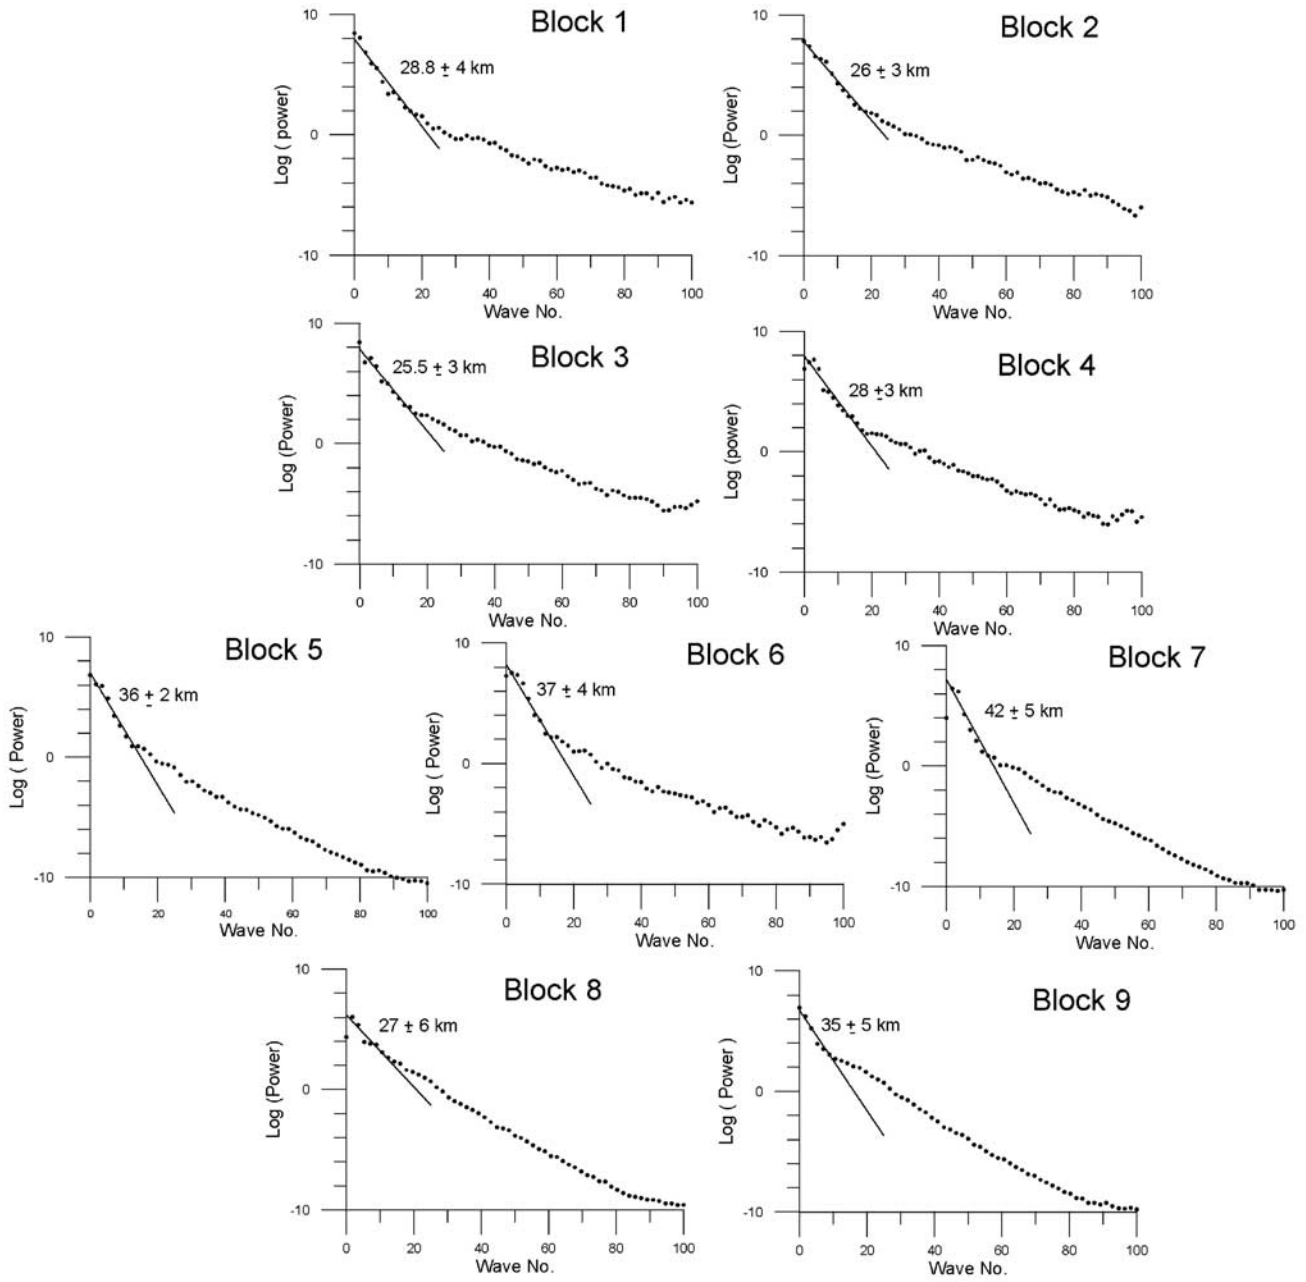 Block 1
10
28.8 ± 4 km
Log ( power)
0
-10
0 20 40 60 80 100
Wave No.
Block 2
10
26 ± 3 km
Log (Power)
0
-10
0 20 40 60 80 100
Wave No.
Block 3
10
25.5 ± 3 km
Log (Power)
0
-10
0 20 40 60 80 100
Wave No.
Block 4
10
28 ±3 km
Log (power)
0
-10
0 20 40 60 80 100
Wave No.
Block 5
10
36 ± 2 km
Log ( Power)
0
-10
0 20 40 60 80 100
Wave No.
Block 6
10
37 ± 4 km
Log ( Power)
0
-10
0 20 40 60 80 100
Wave No.
Block 7
10
42 ± 5 km
Log (Power)
0
-10
0 20 40 60 80 100
Wave No.
Block 8
10
27 ± 6 km
Log (Power)
0
-10
0 20 40 60 80 100
Wave No.
Block 9
10
35 ± 5 km
Log ( Power )
0
-10
0 20 40 60 80 100
Wave No.